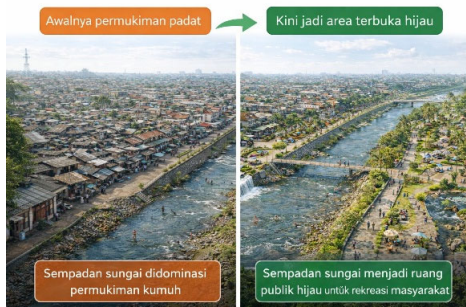 Awalnya permukiman padat
Kini jadi area terbuka hijau
Sempadan sungai didominasi
permukiman kumuh
Sempadan sungai menjadi ruang
publik hijau untuk rekreasi masyarakat